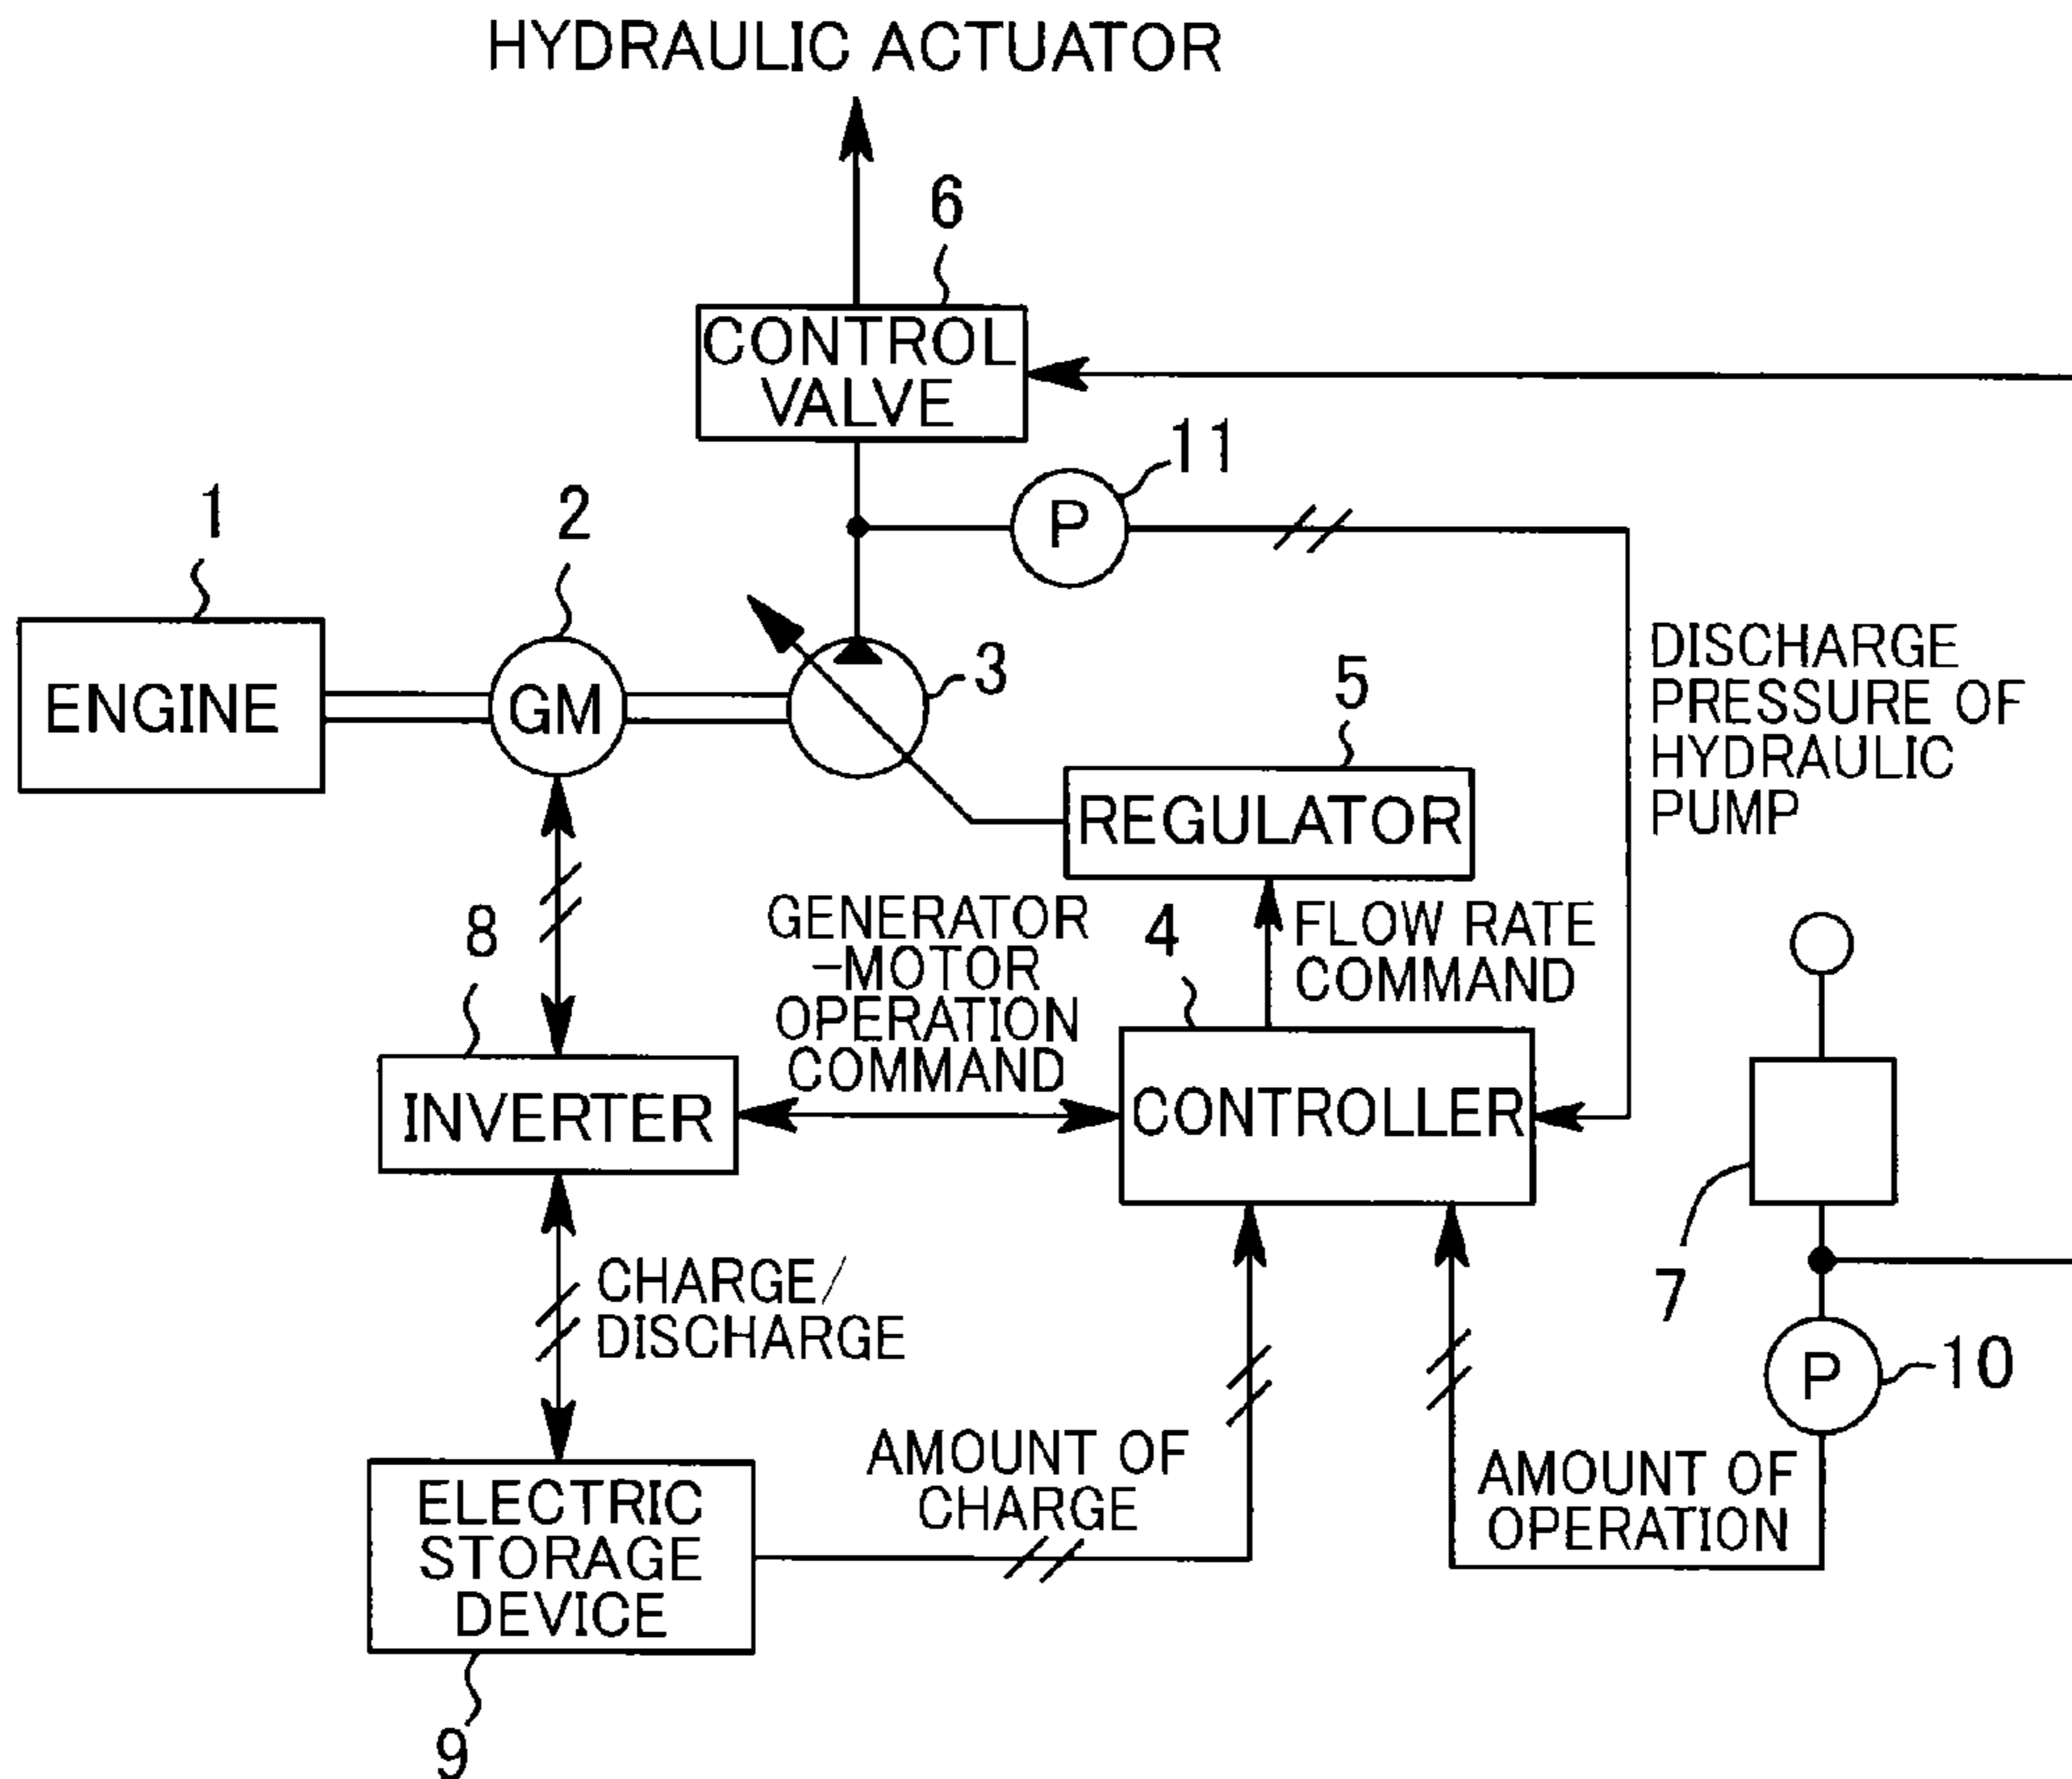 HYDRAULIC ACTUATOR
6
CONTROL
VALVE
11
P
1
2
ENGINE
GM
3
5
REGULATOR
DISCHARGE
PRESSURE OF
HYDRAULIC
PUMP
8
GENERATOR
-MOTOR
OPERATION
COMMAND
4
FLOW RATE
COMMAND
INVERTER
CONTROLLER
7
CHARGE/
DISCHARGE
P
10
AMOUNT OF
CHARGE
AMOUNT OF
OPERATION
ELECTRIC
STORAGE
DEVICE
9